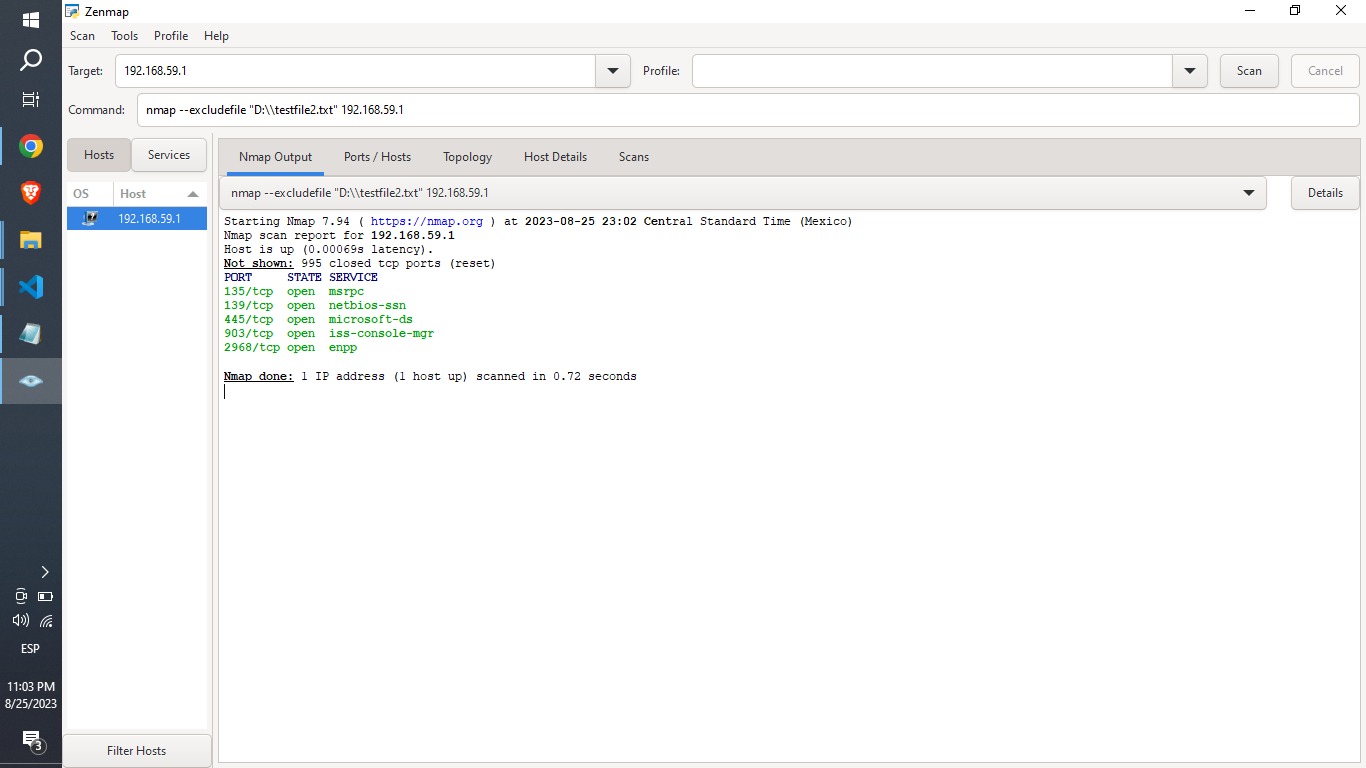 Zenmap
Scan Tools Profile Help
Target: 192.168.59.1 Profile: Scan Cancel
Command: nmap --excludefile "D:\\testfile2.txt" 192.168.59.1
Hosts Services
OS Host
192.168.59.1
Filter Hosts
Nmap Output Ports / Hosts Topology Host Details Scans
nmap --excludefile "D:\\testfile2.txt" 192.168.59.1 Details
Starting Nmap 7.94 ( https://nmap.org ) at 2023-08-25 23:02 Central Standard Time (Mexico)
Nmap scan report for 192.168.59.1
Host is up (0.00069s latency).
Not shown: 995 closed tcp ports (reset)
PORT STATE SERVICE
135/tcp open msrpc
139/tcp open netbios-ssn
445/tcp open microsoft-ds
903/tcp open iss-console-mgr
2968/tcp open enpp
Nmap done: 1 IP address (1 host up) scanned in 0.72 seconds
ESP
11:03 PM
8/25/2023
3